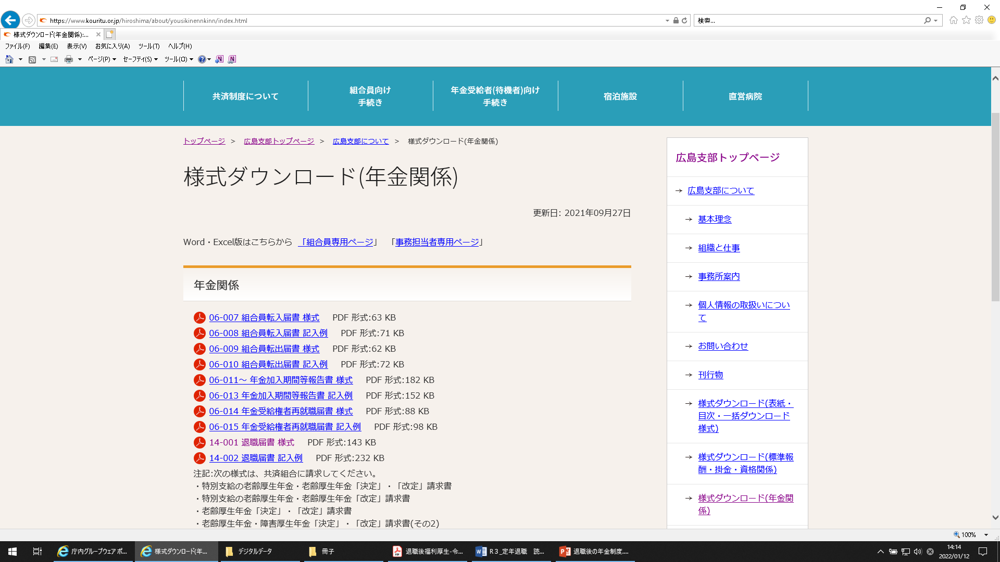 https://www.kouritu.or.jp/hiroshima/about/yousikinennkinn/index.html
検索...
様式ダウンロード(年金関係):...
ファイル(F) 編集(E) 表示(V) お気に入り(A) ツール(T) ヘルプ(H)
ページ(P) セーフティ(S) ツール(O)
共済制度について
組合員向け
手続き
年金受給者(待機者)向け
手続き
宿泊施設
直営病院
トップページ > 広島支部トップページ > 広島支部について > 様式ダウンロード(年金関係)
様式ダウンロード(年金関係)
更新日: 2021年09月27日
Word・Excel版はこちらから 「組合員専用ページ」 「事務担当者専用ページ」
年金関係
06-007 組合員転入届書 様式 PDF 形式:63 KB
06-008 組合員転入届書 記入例 PDF 形式:71 KB
06-009 組合員転出届書 様式 PDF 形式:62 KB
06-010 組合員転出届書 記入例 PDF 形式:72 KB
06-011～ 年金加入期間等報告書 様式 PDF 形式:182 KB
06-013 年金加入期間等報告書 記入例 PDF 形式:152 KB
06-014 年金受給権者再就職届書 様式 PDF 形式:88 KB
06-015 年金受給権者再就職届書 記入例 PDF 形式:98 KB
14-001 退職届書 様式 PDF 形式:143 KB
14-002 退職届書 記入例 PDF 形式:232 KB
注記:次の様式は、共済組合に請求してください。
・特別支給の老齢厚生年金・老齢厚生年金「決定」・「改定」請求書
・特別支給の老齢厚生年金・老齢厚生年金「改定」請求書
・老齢厚生年金「決定」・「改定」請求書
・老齢厚生年金・障害厚生年金「決定」・「改定」請求書(その2)
広島支部トップページ
→ 広島支部について
→ 基本理念
→ 組織と仕事
→ 事務所案内
→ 個人情報の取扱いについ
て
→ お問い合わせ
→ 刊行物
→ 様式ダウンロード(表紙・
目次・一括ダウンロード
様式)
→ 様式ダウンロード(標準報
酬・掛金・資格関係)
→ 様式ダウンロード(年金関
係)
100%
庁内グループウェア ポ...
様式ダウンロード(年...
デジタルデータ
冊子
退職後福利厚生-令...
R３_定年退職 読...
退職後の年金制度....
14:14
2022/01/12